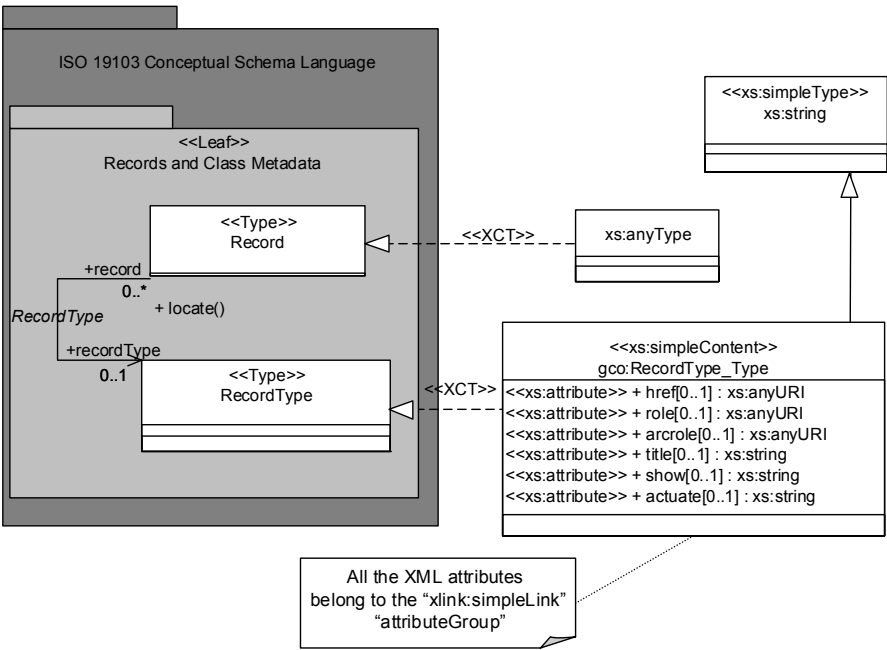 ISO 19103 Conceptual Schema Language
<<Leaf>>
Records and Class Metadata
<<Type>>
Record
+record
0..*
+ locate()
RecordType
+recordType
0..1
<<Type>>
RecordType
<<XCT>>
xs:anyType
<<XCT>>
<<xs:simpleType>>
xs:string
<<xs:simpleContent>>
gco:RecordType_Type
<<xs:attribute>> + href[0..1] : xs:anyURI
<<xs:attribute>> + role[0..1] : xs:anyURI
<<xs:attribute>> + arcrole[0..1] : xs:anyURI
<<xs:attribute>> + title[0..1] : xs:string
<<xs:attribute>> + show[0..1] : xs:string
<<xs:attribute>> + actuate[0..1] : xs:string
All the XML attributes
belong to the “xlink:simpleLink”
“attributeGroup”